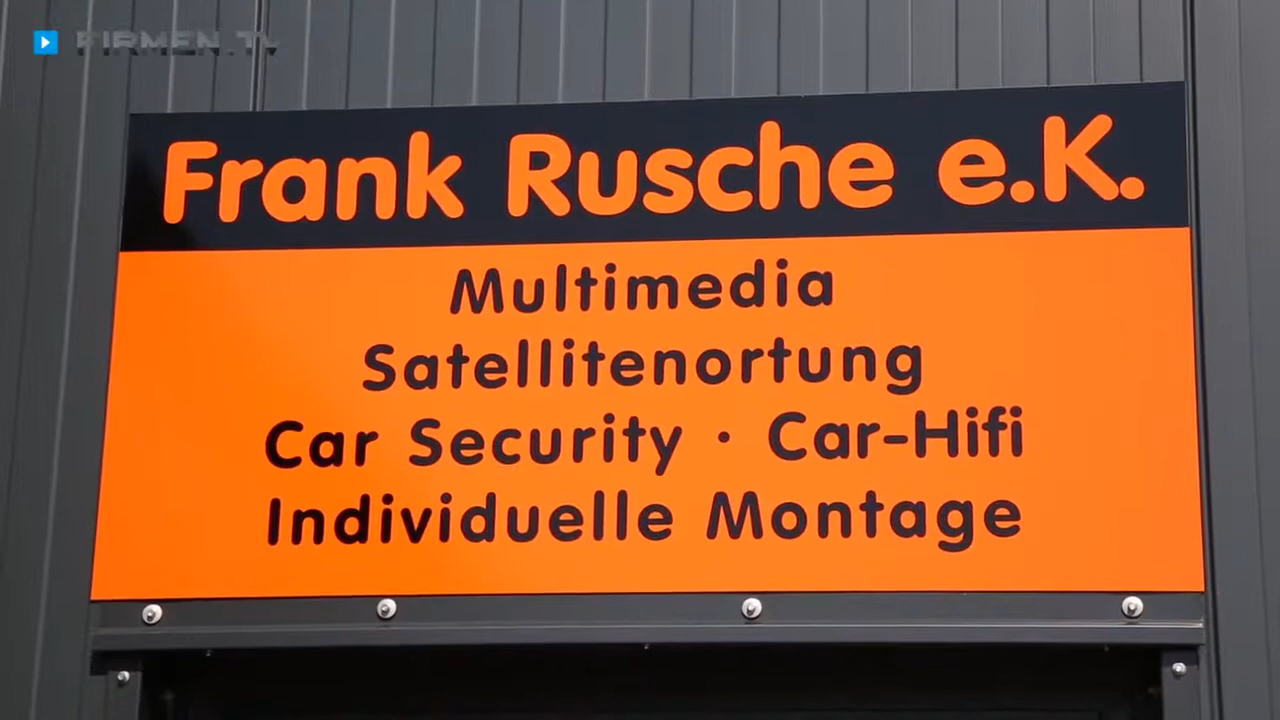 FIRMEN.TV
Frank Rusche e.K.
Multimedia
Satellitenortung
Car Security · Car-Hifi
Individuelle Montage